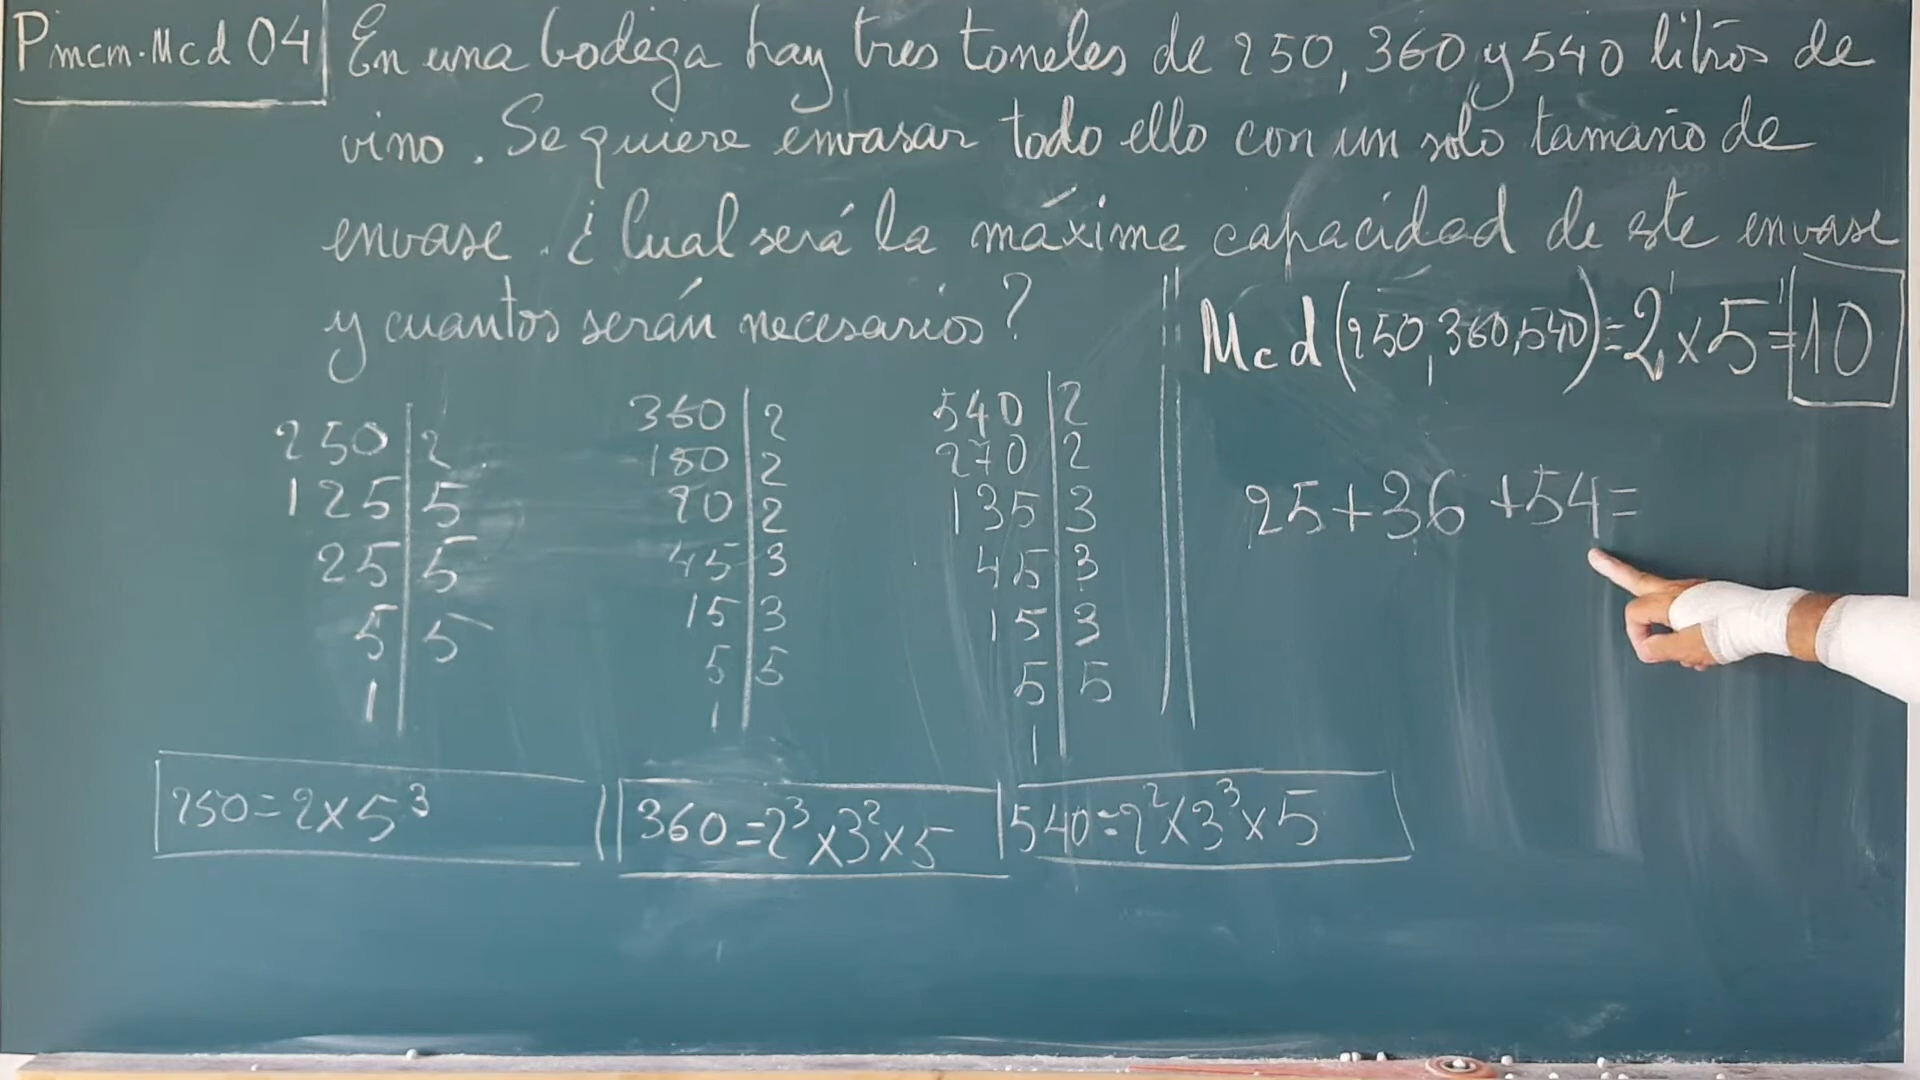 Pmcm·Mcd 04
En una bodega hay tres toneles de 250, 360 y 540 litros de
vino. Se quiere envasar todo ello con un solo tamaño de
envase. ¿Cual será la máxima capacidad de este envase
y cuantos serán necesarios?
Mcd (250, 360, 540) = 2¹ x 5¹ = 10
250 | 2
125 | 5
25 | 5
5 | 5
1
360 | 2
180 | 2
90 | 2
45 | 3
15 | 3
5 | 5
1
540 | 2
270 | 2
135 | 3
45 | 3
15 | 3
5 | 5
1
25 + 36 + 54 =
250 = 2 x 5³
360 = 2³ x 3² x 5
540 = 2² x 3³ x 5